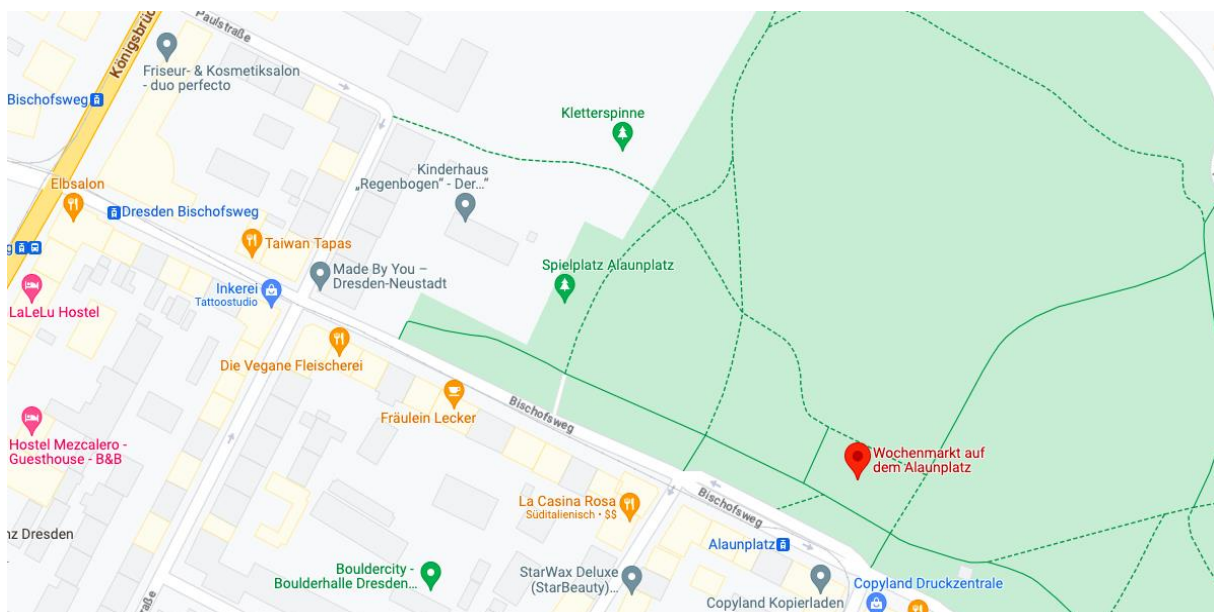 Paulstraße
Königsbrüc
Friseur- & Kosmetiksalon
- duo perfecto
Bischofsweg
Kletterspinne
Kinderhaus
„Regenbogen“ - Der...“
Elbsalon
Dresden Bischofsweg
Taiwan Tapas
g
Made By You –
Dresden-Neustadt
Spielplatz Alaunplatz
Inkerei
Tattoostudio
LaLeLu Hostel
Die Vegane Fleischerei
Fräulein Lecker
Bischofsweg
Hostel Mezcalero -
Guesthouse - B&B
Wochenmarkt auf
dem Alaunplatz
La Casina Rosa
Süditalienisch • $$
Bischofsweg
nz Dresden
Alaunplatz
Bouldercity -
Boulderhalle Dresden...
StarWax Deluxe
(StarBeauty)...
Copyland Druckzentrale
Copyland Kopierladen
straße